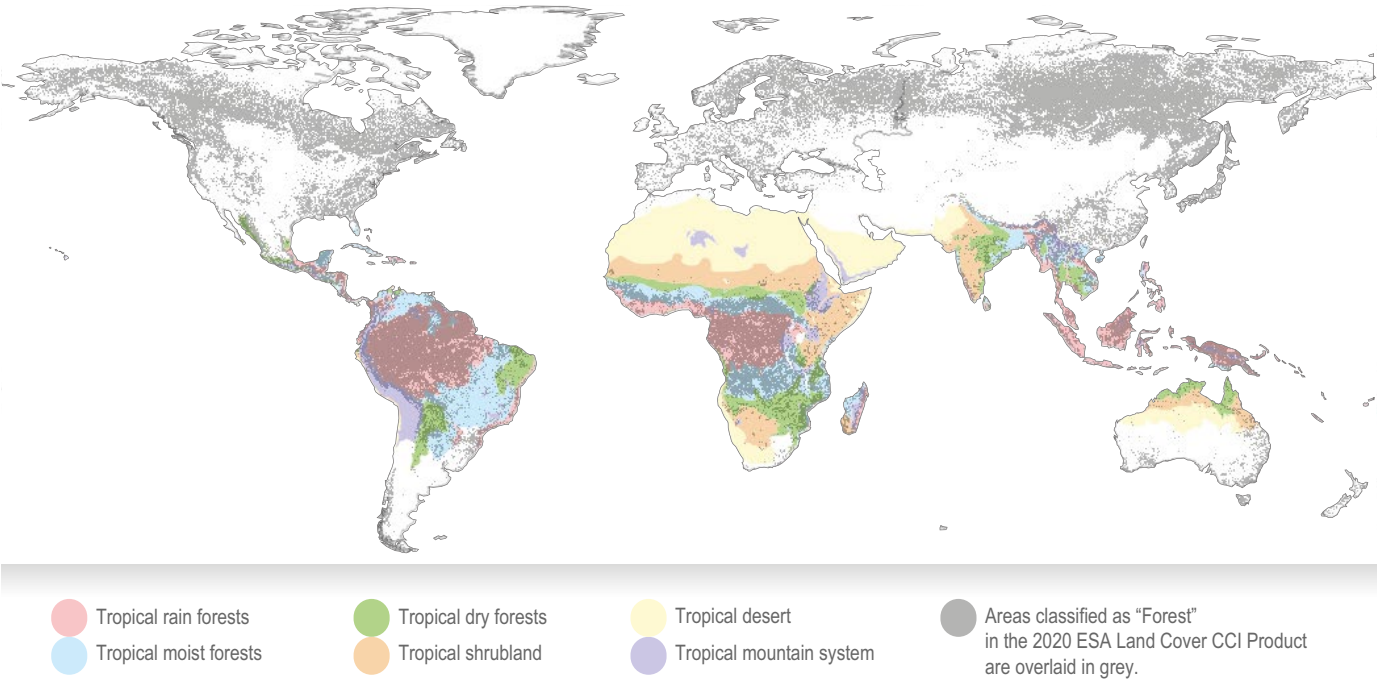 Tropical rain forests
Tropical moist forests
Tropical dry forests
Tropical shrubland
Tropical desert
Tropical mountain system
Areas classified as “Forest”
in the 2020 ESA Land Cover CCI Product
are overlaid in grey.